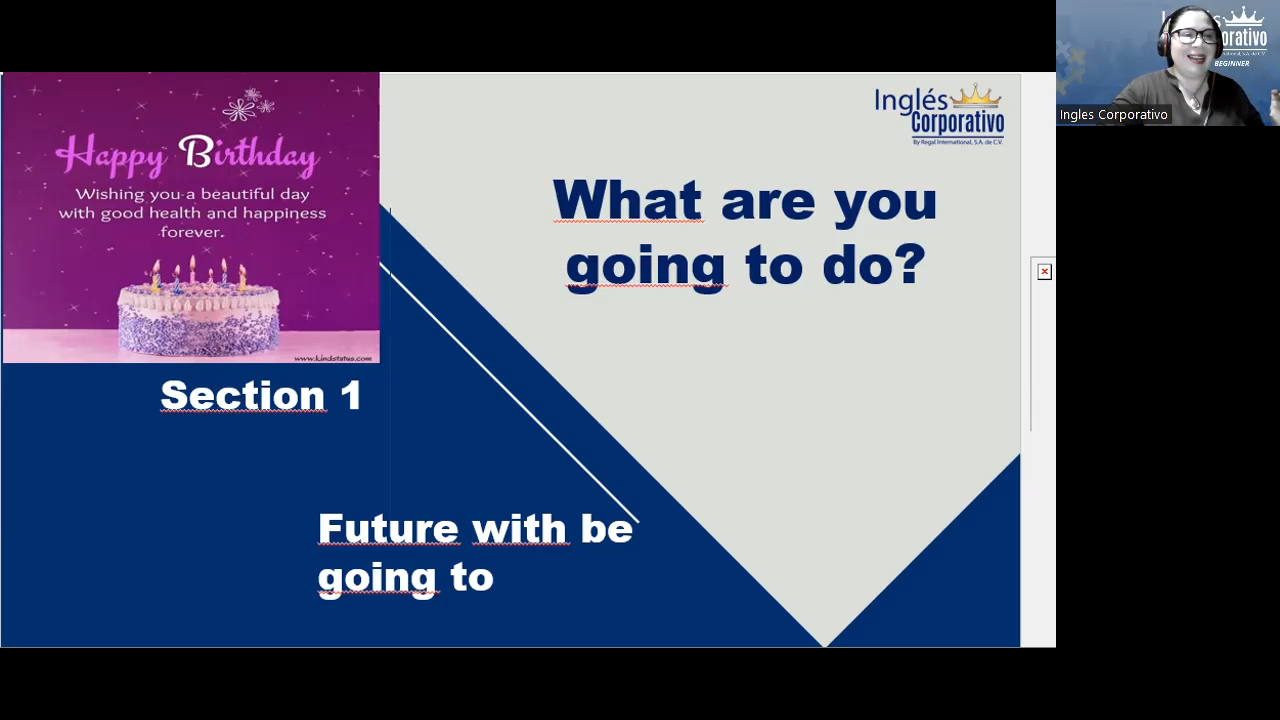 Happy Birthday
Wishing you a beautiful day
with good health and happiness
forever.
www.kindstatus.com
Section 1
Future with be
going to
Inglés
Corporativo
By Regal International, S.A. de C.V.
What are you
going to do?
orativo
BEGINNER
Ingles Corporativo